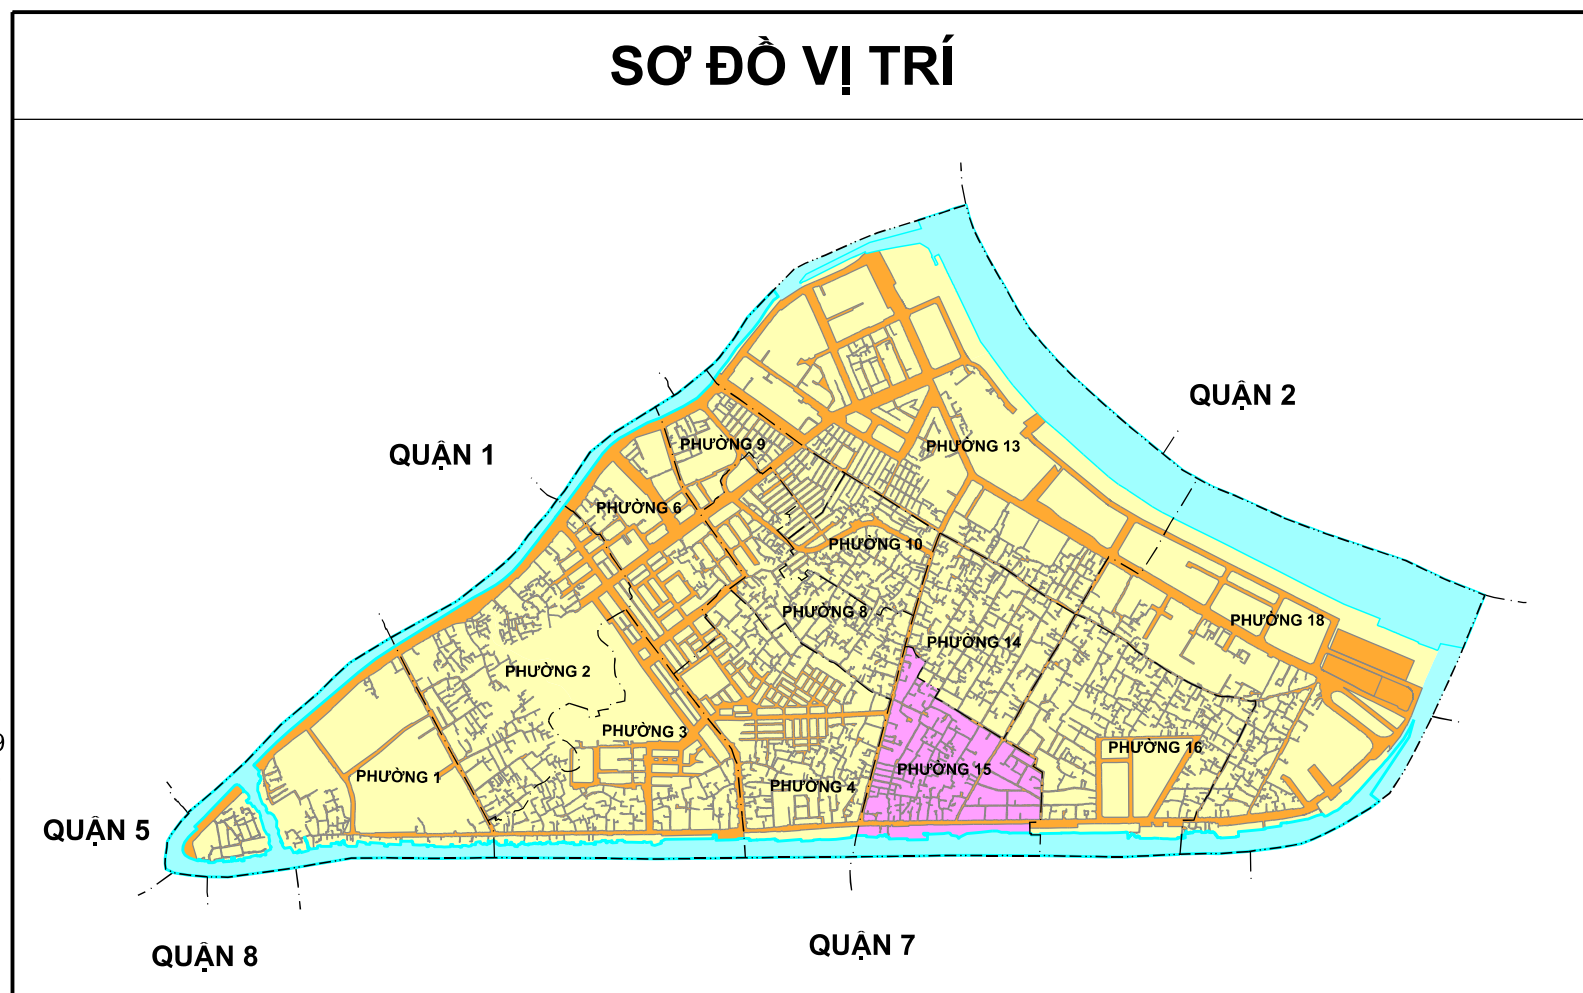 SƠ ĐỒ VỊ TRÍ
QUẬN 2
QUẬN 1
PHƯỜNG 9
PHƯỜNG 13
PHƯỜNG 6
PHƯỜNG 10
PHƯỜNG 8
PHƯỜNG 18
PHƯỜNG 14
PHƯỜNG 2
PHƯỜNG 3
9
PHƯỜNG 16
PHƯỜNG 15
PHƯỜNG 1
PHƯỜNG 4
QUẬN 5
QUẬN 7
QUẬN 8